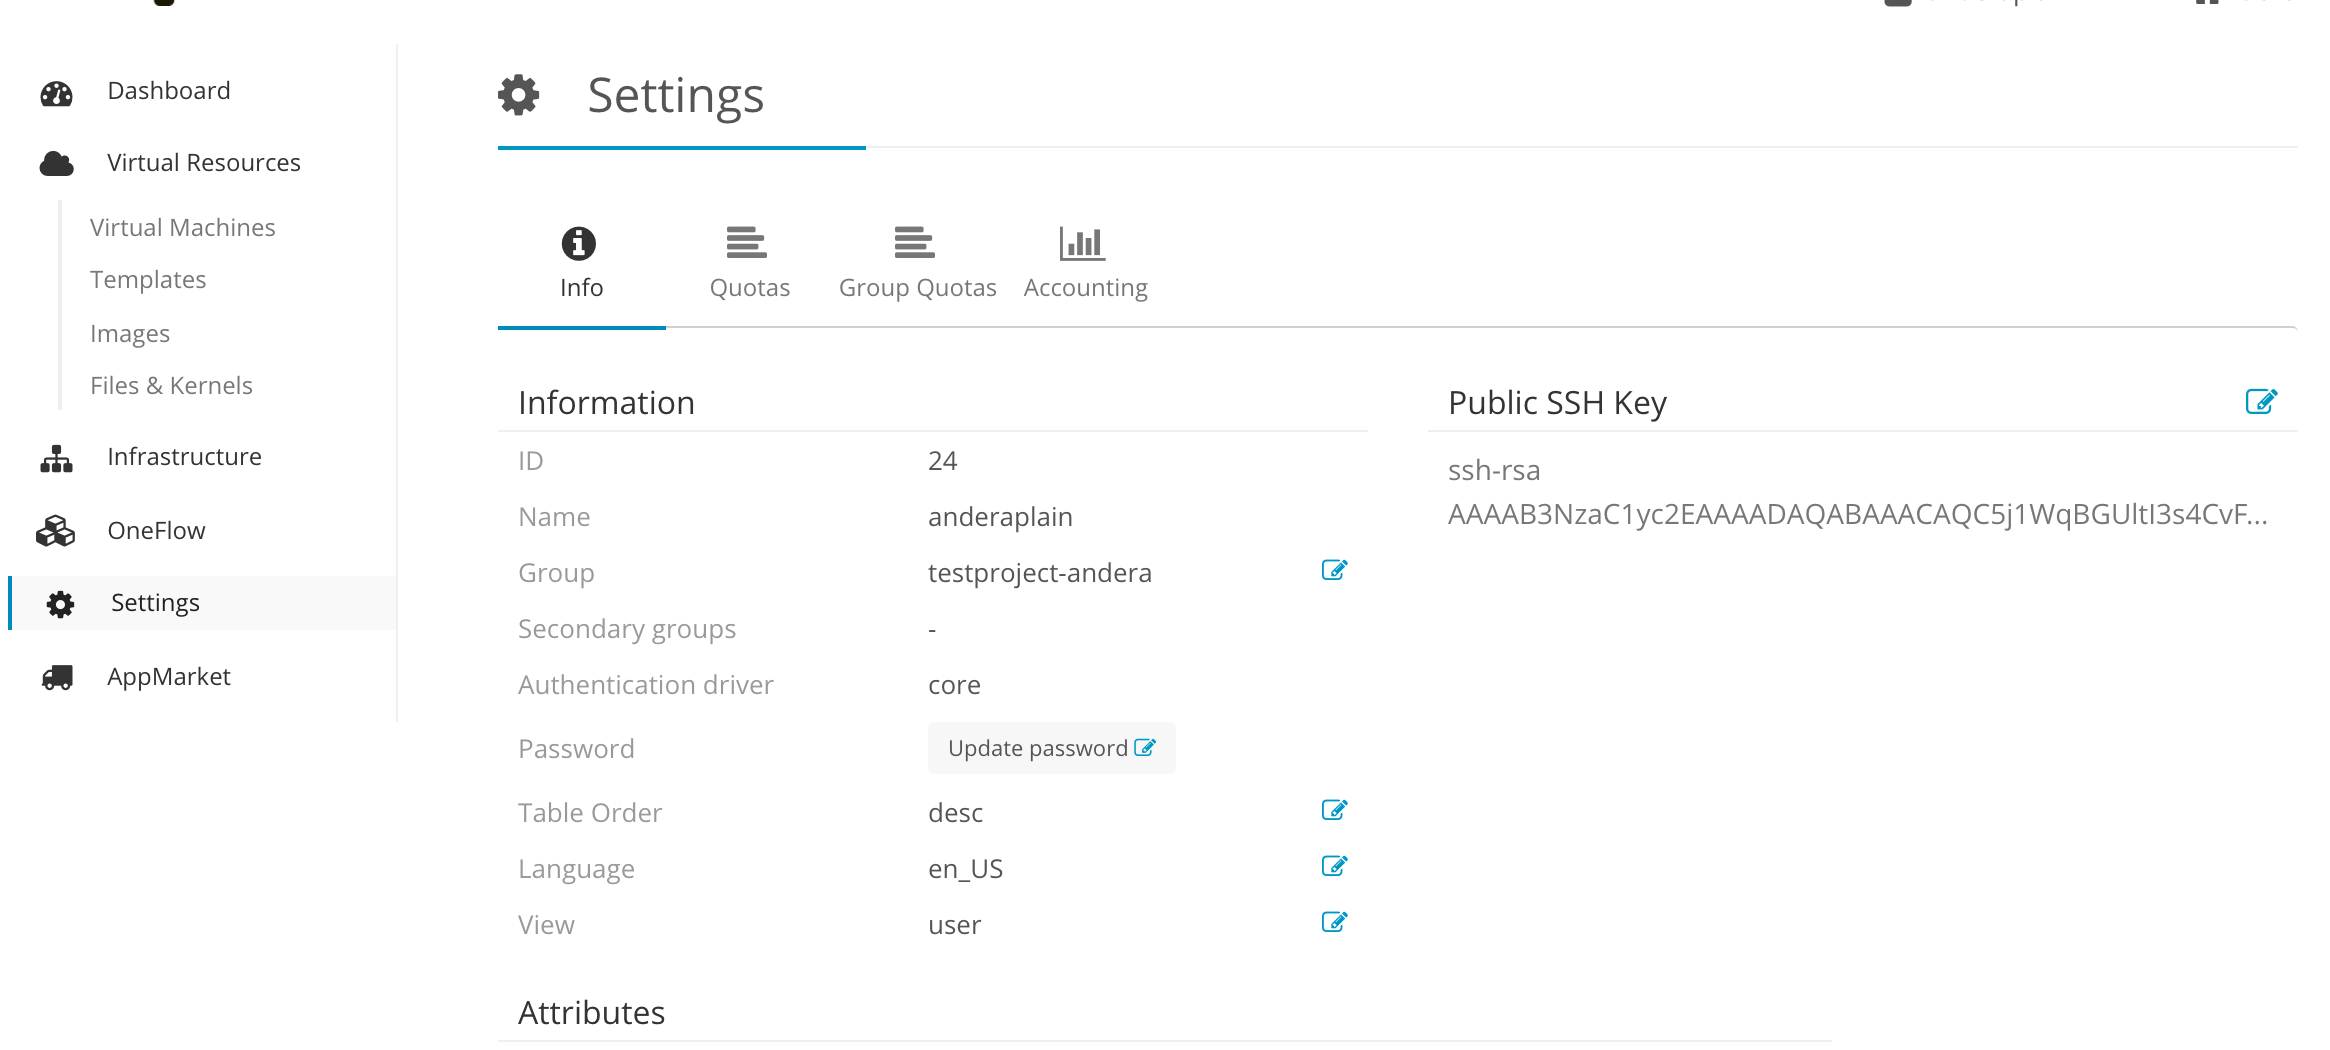 Dashboard
Virtual Resources
Virtual Machines
Templates
Images
Files & Kernels
Infrastructure
OneFlow
Settings
AppMarket
Settings
Info
Quotas
Group Quotas
Accounting
Information
ID 24
Name anderaplain
Group testproject-andera
Secondary groups -
Authentication driver core
Password Update password
Table Order desc
Language en_US
View user
Attributes
Public SSH Key
ssh-rsa
AAAAB3NzaC1yc2EAAAADAQABAAACAQC5j1WqBGUltI3s4CvF...